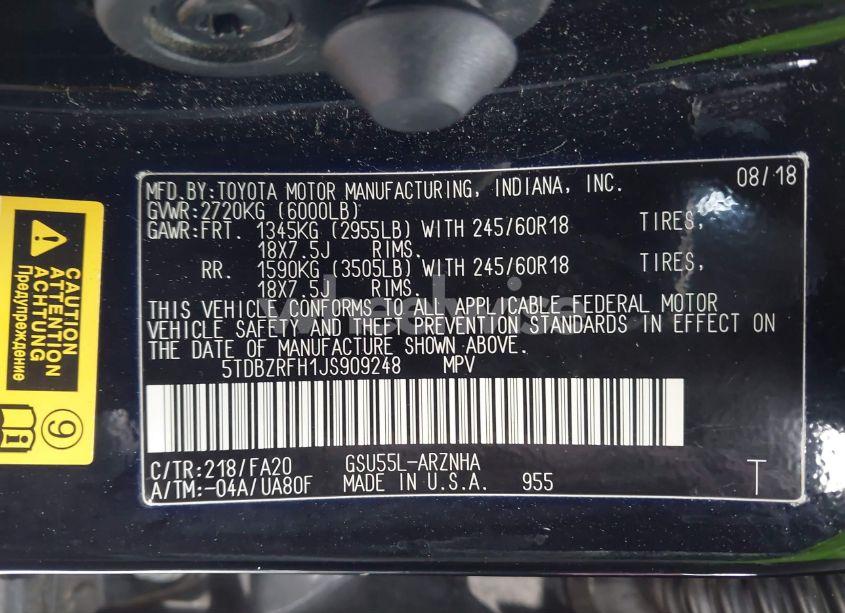 MFD.BY:TOYOTA MOTOR MANUFACTURING, INDIANA, INC. 08/18
GVWR:2720KG (6000LB)
GAWR:FRT. 1345KG (2955LB) WITH 245/60R18 TIRES,
18X7.5J RIMS.
RR. 1590KG (3505LB) WITH 245/60R18 TIRES,
18X7.5J RIMS.
THIS VEHICLE CONFORMS TO ALL APPLICABLE FEDERAL MOTOR
VEHICLE SAFETY AND THEFT PREVENTION STANDARDS IN EFFECT ON
THE DATE OF MANUFACTURE SHOWN ABOVE.
5TDBZRFH1JS909248 MPV
C/TR:218/FA20 GSU55L-ARZNHA
A/TM:-04A/UA80F MADE IN U.S.A. 955 T
CAUTION
ATTENTION
ACHTUNG
Предупреждение
9
i